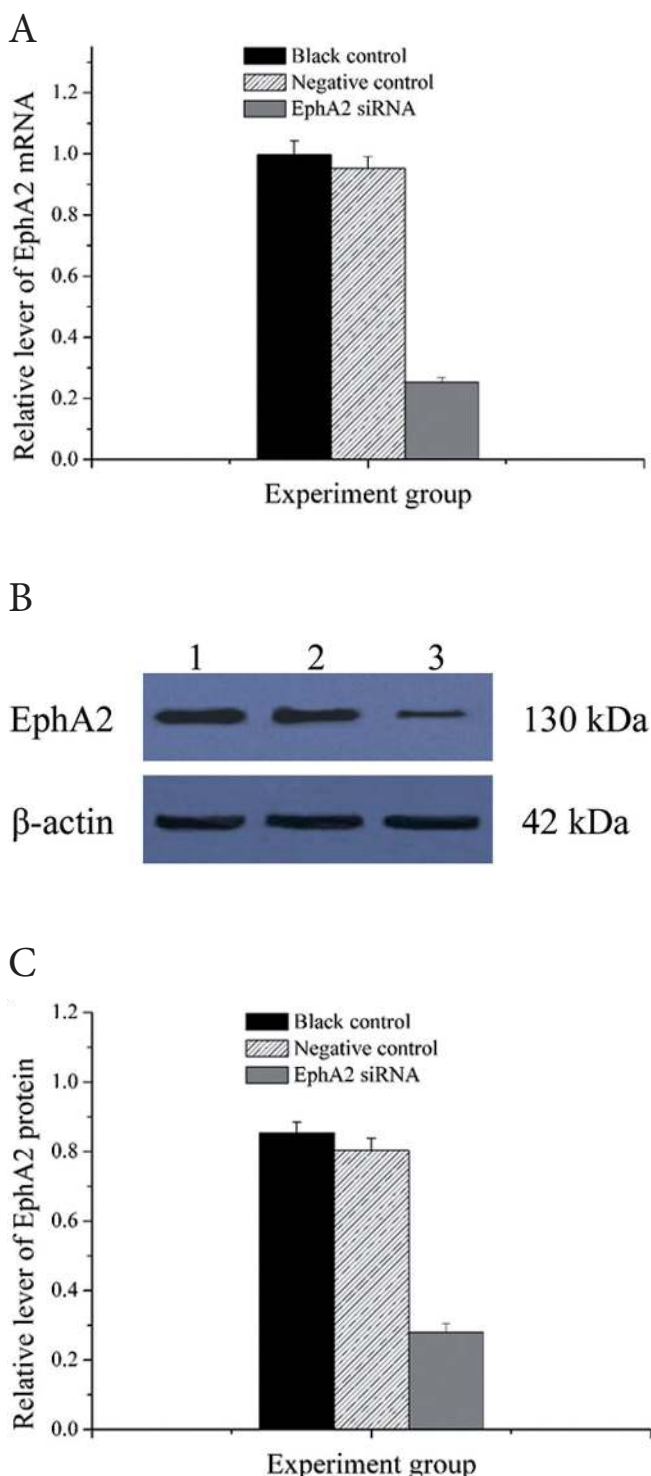 A
Black control
Negative control
EphA2 siRNA
Relative lever of EphA2 mRNA
1.2
1.0
0.8
0.6
0.4
0.2
0.0
Experiment group
B
1 2 3
EphA2 130 kDa
β-actin 42 kDa
C
Black control
Negative control
EphA2 siRNA
Relative lever of EphA2 protein
1.2
1.0
0.8
0.6
0.4
0.2
0.0
Experiment group